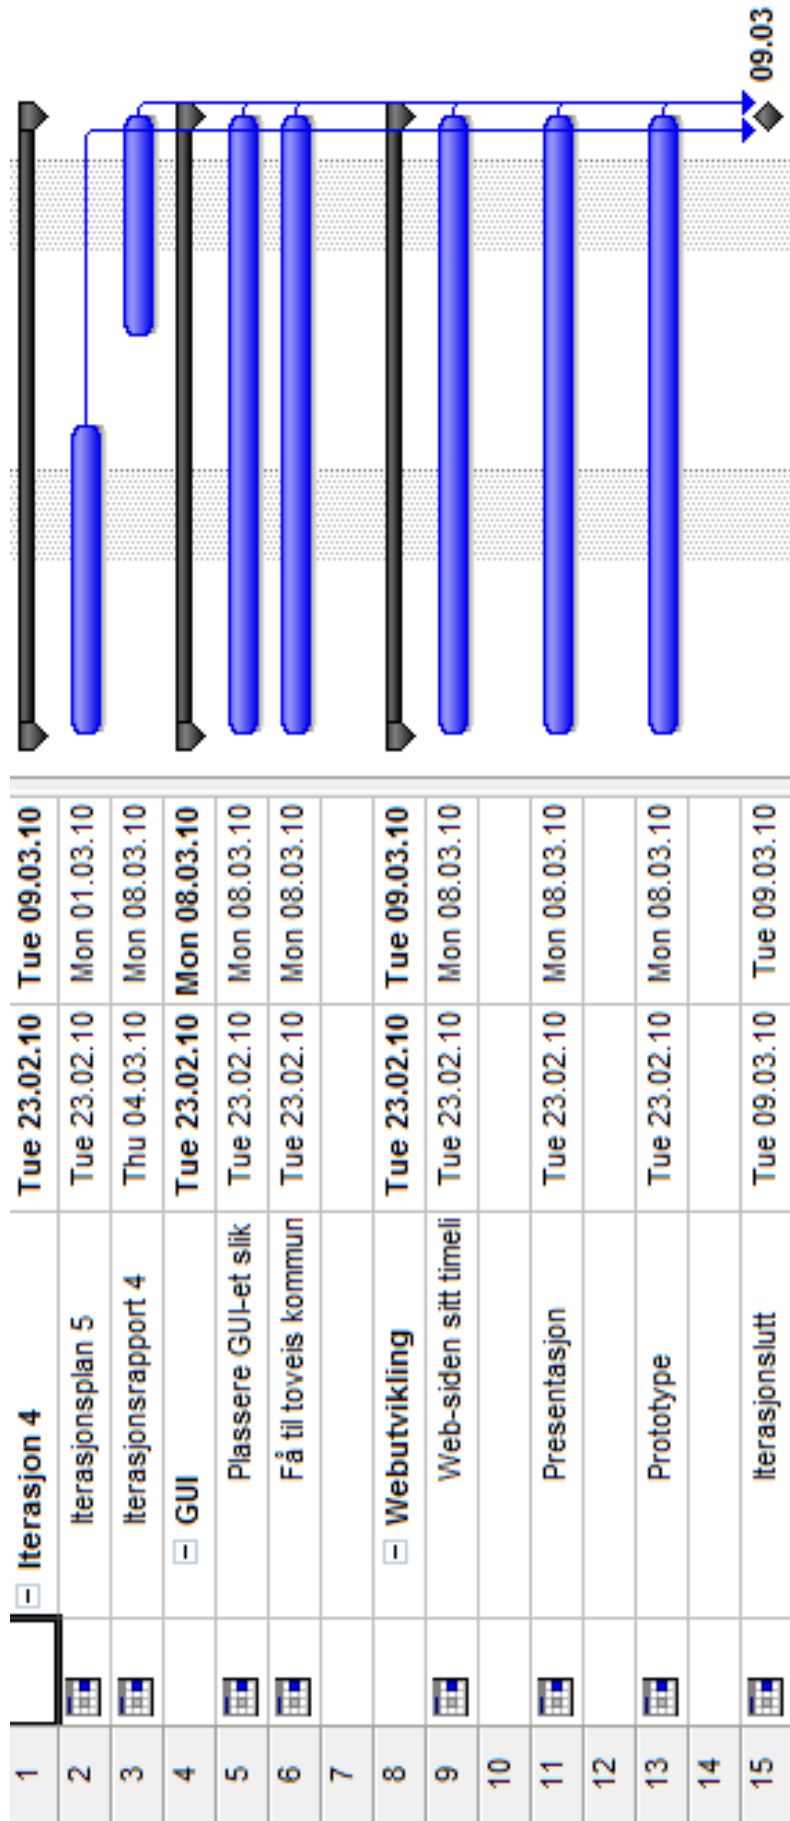 1 Iterasjon 4 Tue 23.02.10 Tue 09.03.10
2 Iterasjonsplan 5 Tue 23.02.10 Mon 01.03.10
3 Iterasjonsrapport 4 Thu 04.03.10 Mon 08.03.10
4 GUI Tue 23.02.10 Mon 08.03.10
5 Plassere GUI-et slik Tue 23.02.10 Mon 08.03.10
6 Få til toveis kommun Tue 23.02.10 Mon 08.03.10
7
8 Webutvikling Tue 23.02.10 Tue 09.03.10
9 Web-siden sitt timeli Tue 23.02.10 Mon 08.03.10
10
11 Presentasjon Tue 23.02.10 Mon 08.03.10
12
13 Prototype Tue 23.02.10 Mon 08.03.10
14
15 Iterasjonslutt Tue 09.03.10 Tue 09.03.10 09.03